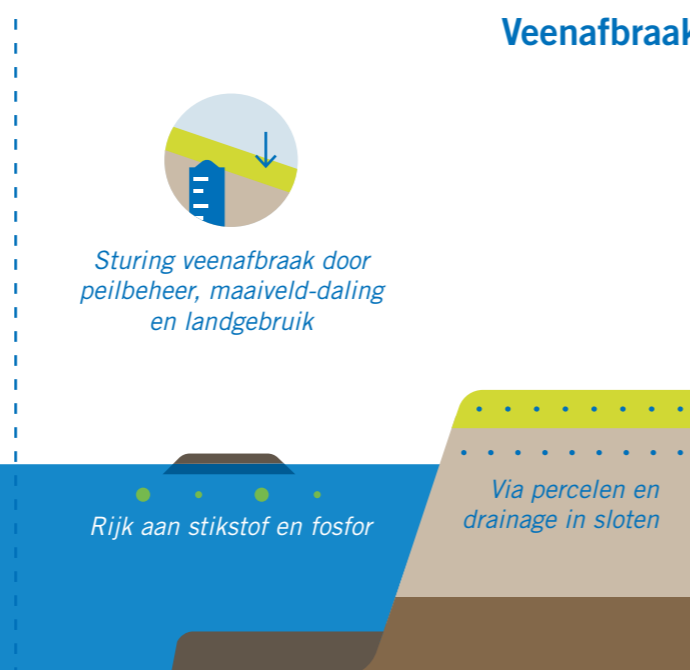 Veenafbraak
Sturing veenafbraak door
peilbeheer, maaiveld-daling
en landgebruik
Via percelen en
drainage in sloten
Rijk aan stikstof en fosfor